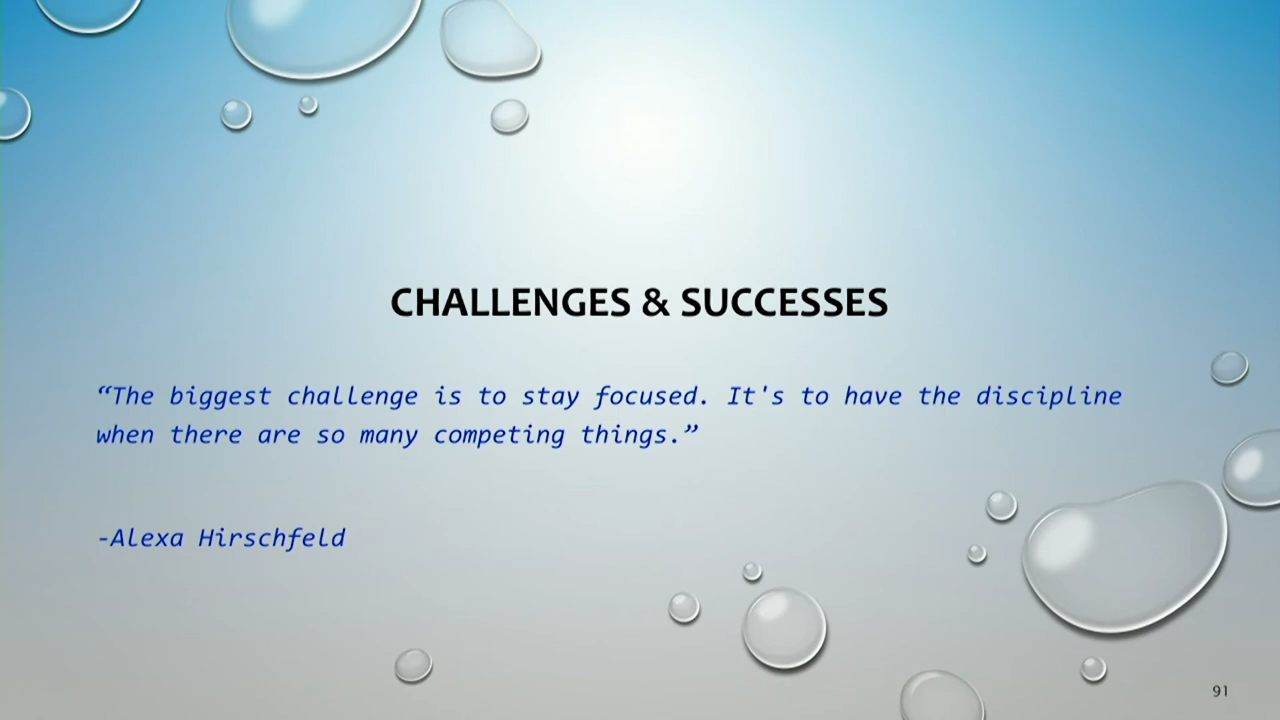 CHALLENGES & SUCCESSES
“The biggest challenge is to stay focused. It's to have the discipline
when there are so many competing things.”
-Alexa Hirschfeld
91